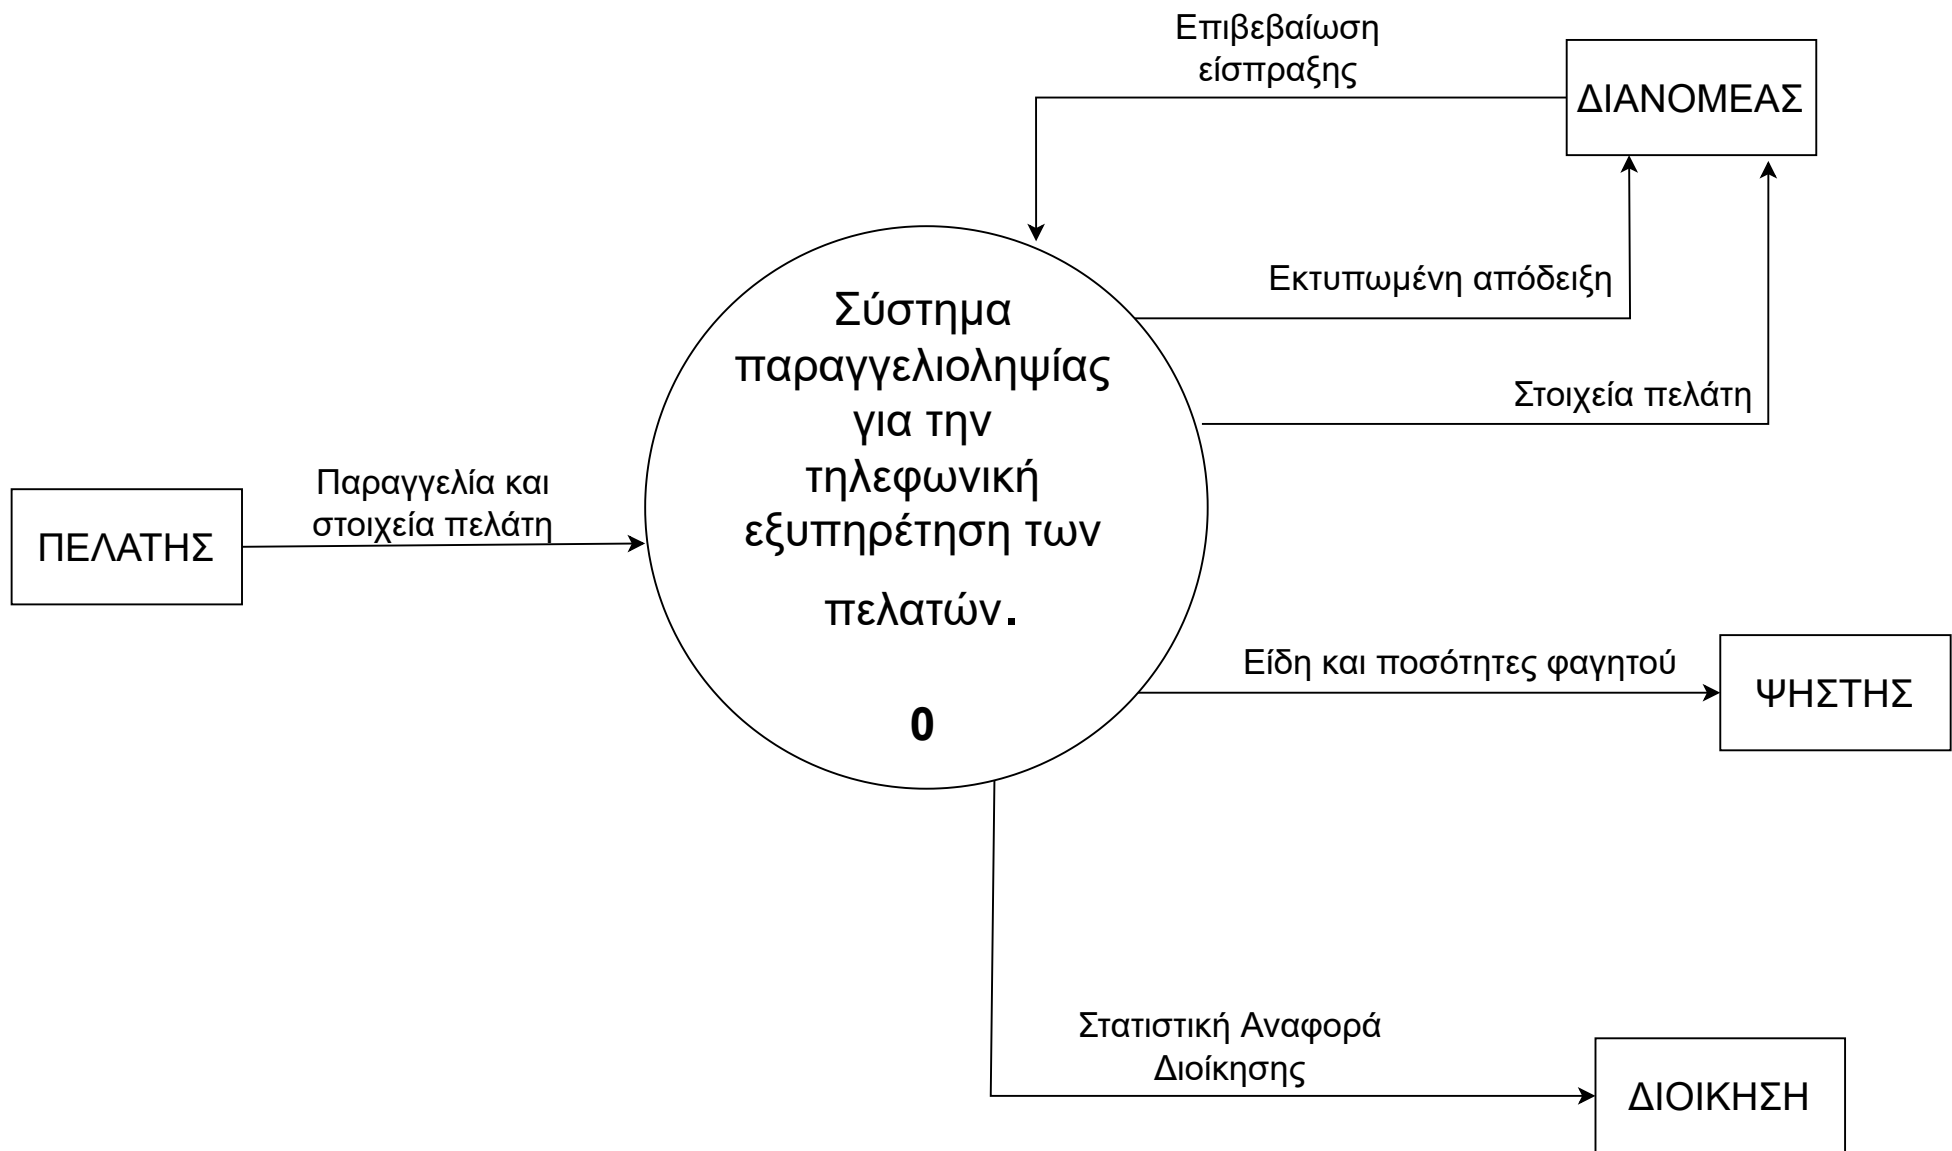 Επιβεβαίωση
είσπραξης
ΔΙΑΝΟΜΕΑΣ
Εκτυπωμένη απόδειξη
Στοιχεία πελάτη
Σύστημα
παραγγελιοληψίας
για την
τηλεφωνική
εξυπηρέτηση των
πελατών.
0
Παραγγελία και
στοιχεία πελάτη
ΠΕΛΑΤΗΣ
Είδη και ποσότητες φαγητού
ΨΗΣΤΗΣ
Στατιστική Αναφορά
Διοίκησης
ΔΙΟΙΚΗΣΗ